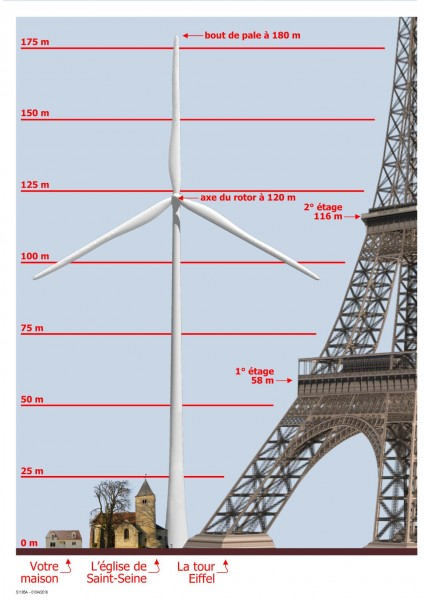 bout de pale à 180 m
175 m
150 m
125 m
axe du rotor à 120 m
2° étage
116 m
100 m
75 m
1° étage
58 m
50 m
25 m
0 m
Votre
maison
L'église de
Saint-Seine
La tour
Eiffel